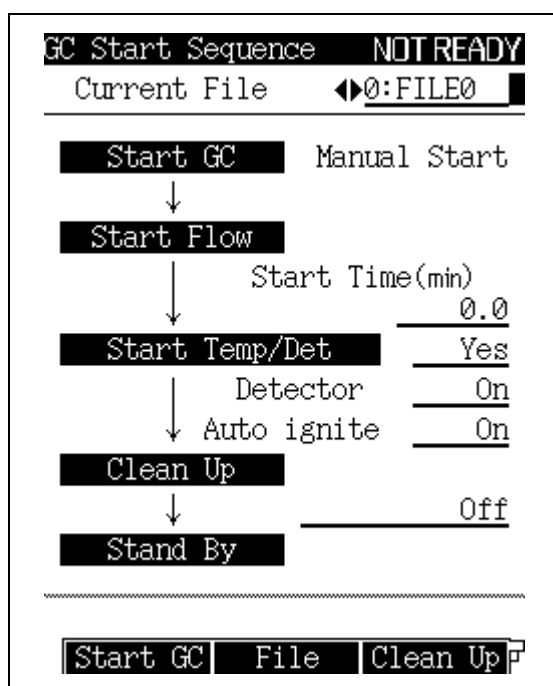 GC Start Sequence NOT READY
Current File 0:FILE0
Start GC Manual Start
Start Flow
Start Time(min)
0.0
Start Temp/Det Yes
Detector On
Auto ignite On
Clean Up
Off
Stand By
Start GC File Clean Up